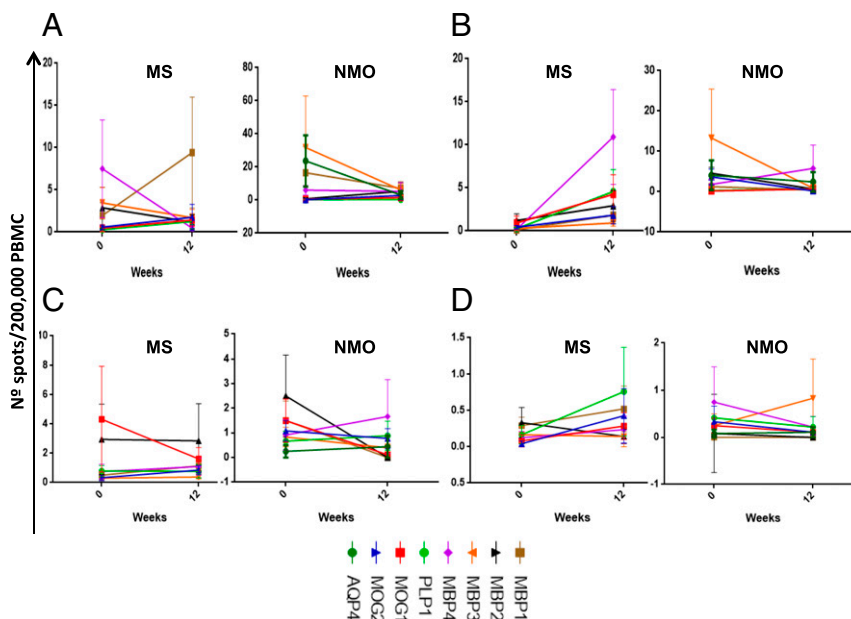 A
B
MS
NMO
MS
NMO
20
15
10
5
0
80
60
40
20
0
20
20
15
10
5
0
30
20
10
0
10
0
12
0
12
0
12
0
12
Weeks
Weeks
Weeks
Weeks
Nº spots/200,000 PBMC
C
D
MS
NMO
MS
NMO
10
8
6
4
2
0
5
4
3
2
1
0
-1
1.5
1.0
0.5
0.0
0.5
2
1
0
-1
0
12
0
12
0
12
0
12
Weeks
Weeks
Weeks
Weeks
AQP4
MOG2
MOG1
PLP1
MBP4
MBP3
MBP2
MBP1